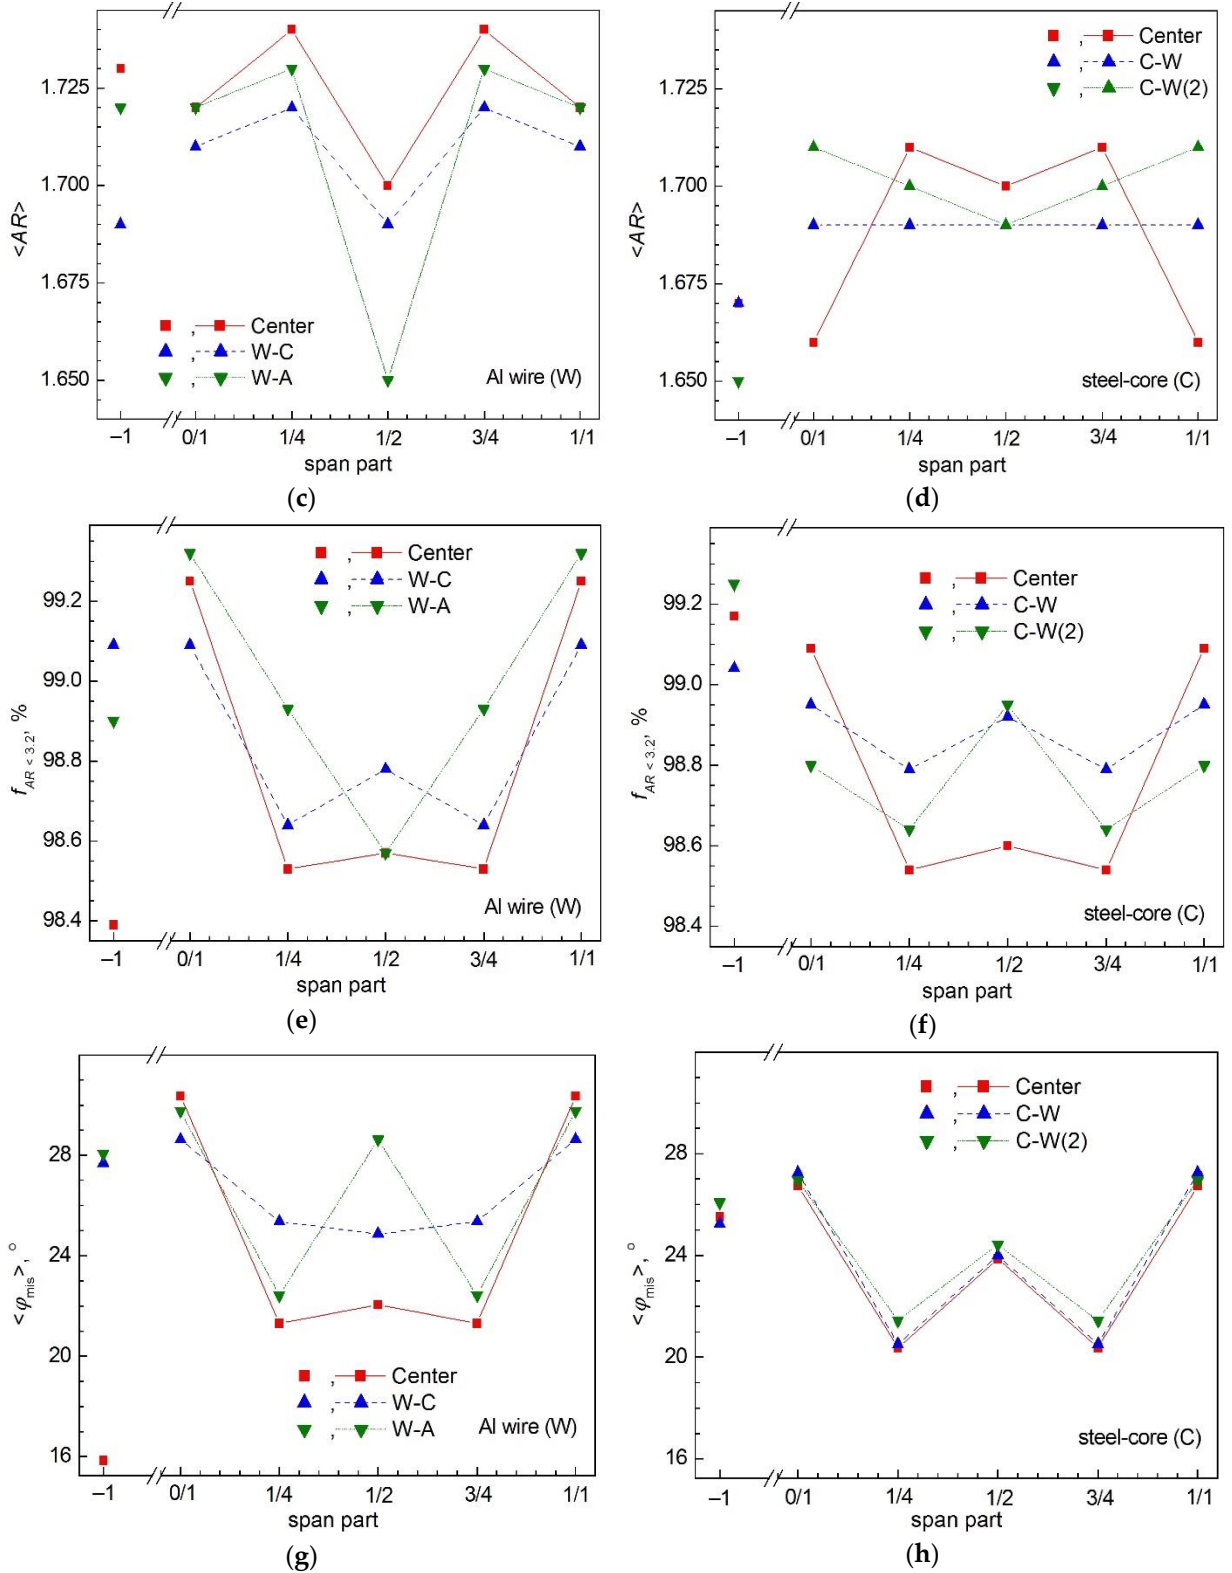 1.725
1.700
1.675
1.650
<AR>
Center
W-C
W-A
Al wire (W)
–1
0/1
1/4
1/2
3/4
1/1
span part
(c)
1.725
1.700
1.675
1.650
<AR>
, Center
, C-W
, C-W(2)
steel-core (C)
–1
0/1
1/4
1/2
3/4
1/1
span part
(d)
99.2
99.0
98.8
98.6
98.4
f AR < 3.2, %
, Center
, W-C
, W-A
Al wire (W)
–1
0/1
1/4
1/2
3/4
1/1
span part
(e)
99.2
99.0
98.8
98.6
98.4
f AR < 3.2, %
, Center
, C-W
, C-W(2)
steel-core (C)
–1
0/1
1/4
1/2
3/4
1/1
span part
(f)
28
24
20
16
<φmis>, °
, Center
, W-C
, W-A
Al wire (W)
–1
0/1
1/4
1/2
3/4
1/1
span part
(g)
28
24
20
16
<φmis>, °
, Center
, C-W
, C-W(2)
steel-core (C)
–1
0/1
1/4
1/2
3/4
1/1
span part
(h)